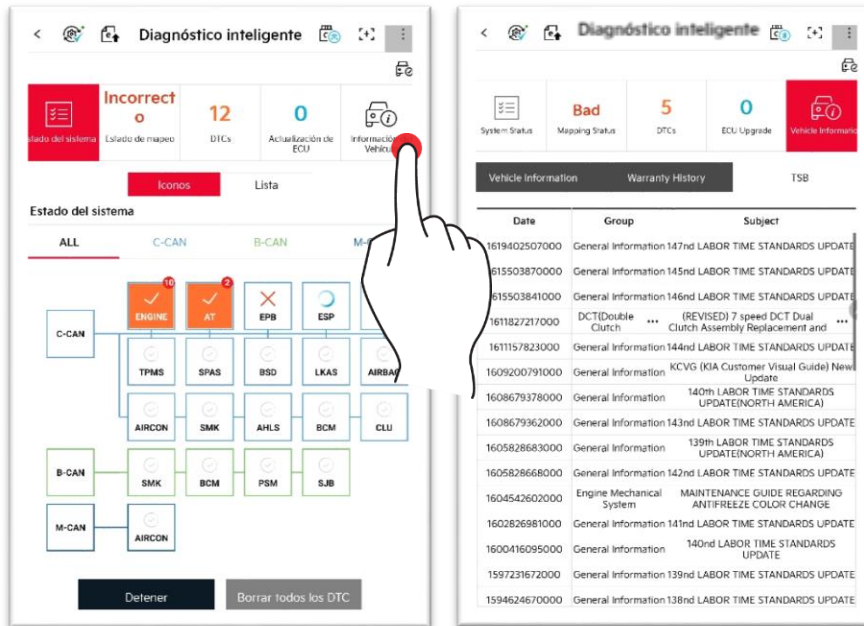 Diagnóstico inteligente
Incorrect
o
12
0
Estado de mapeo
DTCs
Actualización de
ECU
Iconos
Lista
Estado del sistema
ALL
C-CAN
B-CAN
C-CAN
10
ENGINE
2
AT
EPB
ESP
TPMS
SPAS
BSD
LKAS
AIRCON
SMK
AHLS
BCM
CLU
B-CAN
SMK
BCM
PSM
SJB
M-CAN
AIRCON
Detener
Borrar todos los DTC
Diagnóstico inteligente
System Status
Bad
Mapping Status
5
DTCs
0
ECU Upgrade
Vehicle Informatio
Vehicle Information
Warranty History
TSB
Date Group Subject
1619402507000 General Information 147nd LABOR TIME STANDARDS UPDATE
615503870000 General Information 145nd LABOR TIME STANDARDS UPDATE
615503841000 General Information 146nd LABOR TIME STANDARDS UPDATE
1611827217000 DCT(Double Clutch ... (REVISED) 7 speed DCT Dual
Clutch Assembly Replacement and ...
1611157823000 General Information 144nd LABOR TIME STANDARDS UPDATE
1609200791000 General Information KCVG (KIA Customer Visual Guide) New
Update
1608679378000 General Information 140th LABOR TIME STANDARDS
UPDATE(NORTH AMERICA)
1608679362000 General Information 143nd LABOR TIME STANDARDS UPDATE
1605828683000 General Information 139th LABOR TIME STANDARDS
UPDATE(NORTH AMERICA)
1605828668000 General Information 142nd LABOR TIME STANDARDS UPDATE
1604542602000 Engine Mechanical System MAINTENANCE GUIDE REGARDING
ANTIFREEZE COLOR CHANGE
1602826981000 General Information 141nd LABOR TIME STANDARDS UPDATE
1600416095000 General Information 140nd LABOR TIME STANDARDS
UPDATE
1597231672000 General Information 139nd LABOR TIME STANDARDS UPDATE
1594624670000 General Information 138nd LABOR TIME STANDARDS UPDATE